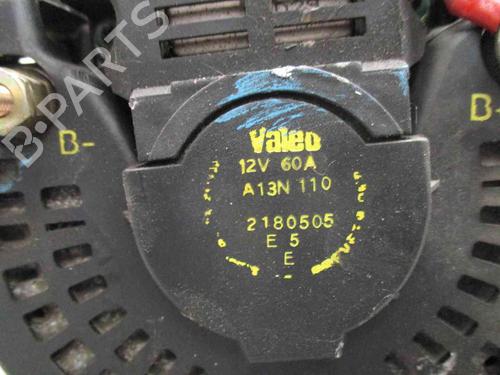 B-PARTS
Valeo
12V 60A
A13N 110
2180505
E 5
E
B-
B-